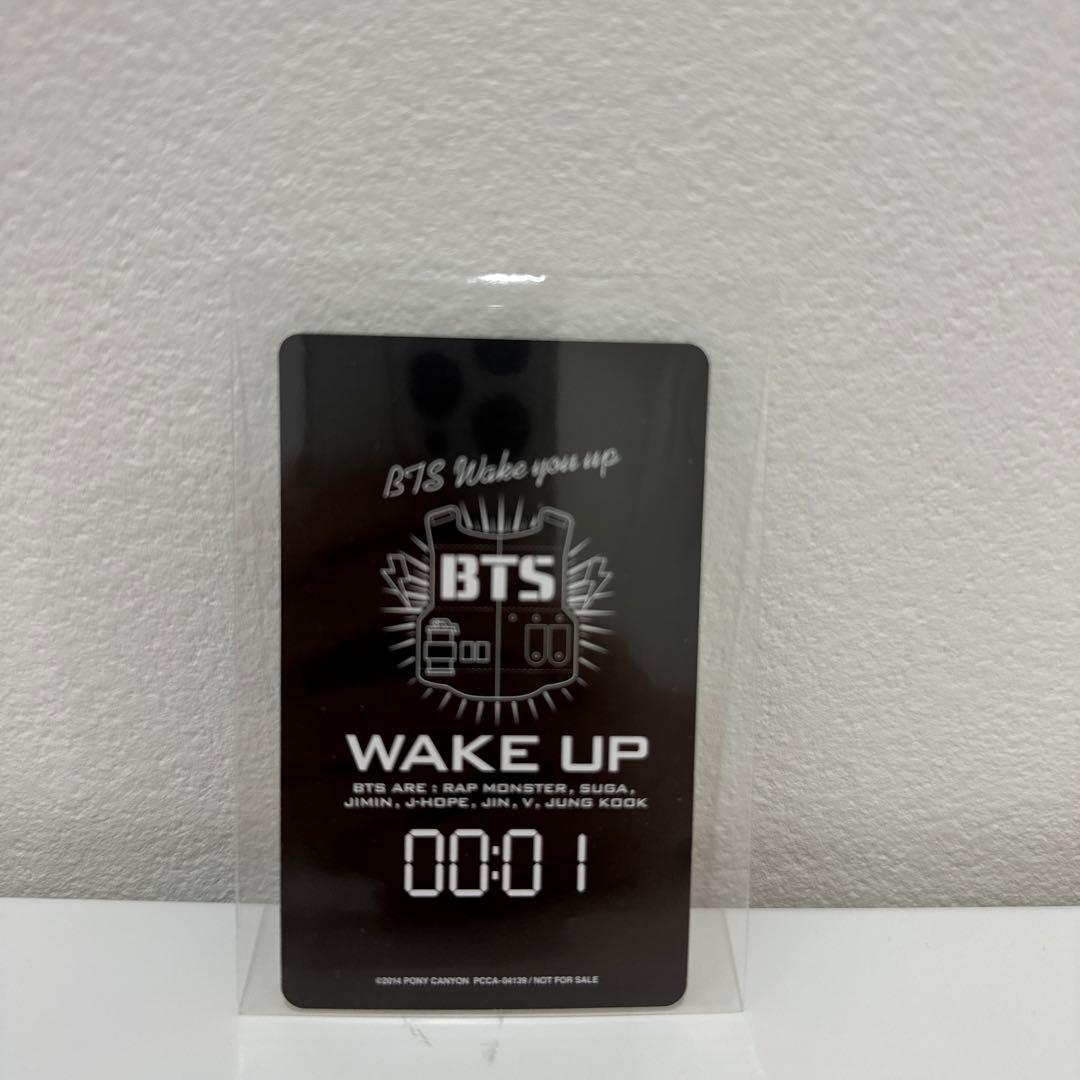 BTS Wake you up
BTS
WAKE UP
BTS ARE : RAP MONSTER, SUGA,
JIMIN, J-HOPE, JIN, V, JUNG KOOK
00:01
©2014 PONY CANYON PCCA-04139 / NOT FOR SALE